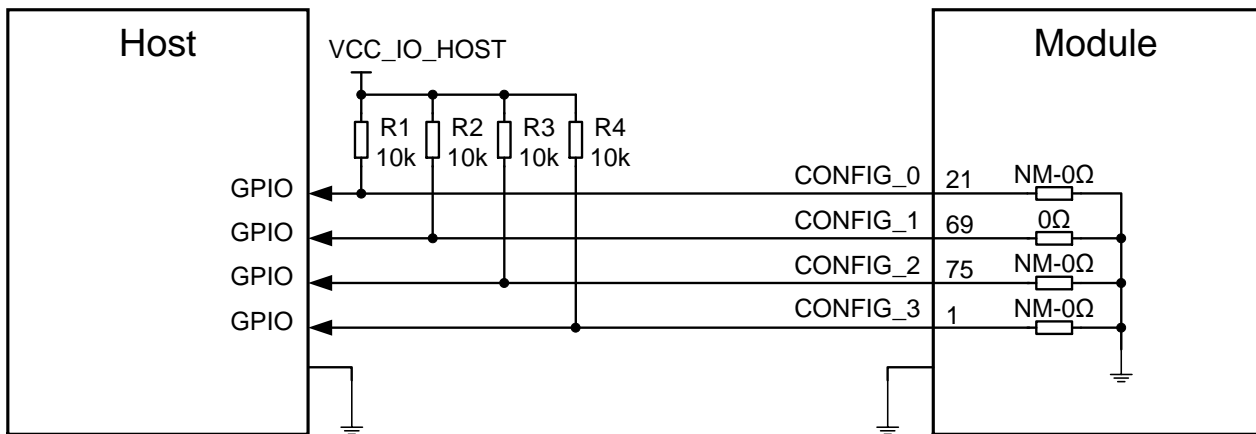 Host
Module
VCC_IO_HOST
R1 R2 R3 R4
10k 10k 10k 10k
GPIO CONFIG_0 21 NM-0Ω
GPIO CONFIG_1 69 0Ω
GPIO CONFIG_2 75 NM-0Ω
GPIO CONFIG_3 1 NM-0Ω